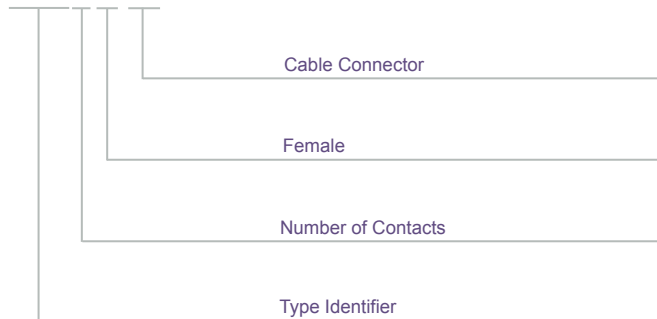 Cable Connector
Female
Number of Contacts
Type Identifier